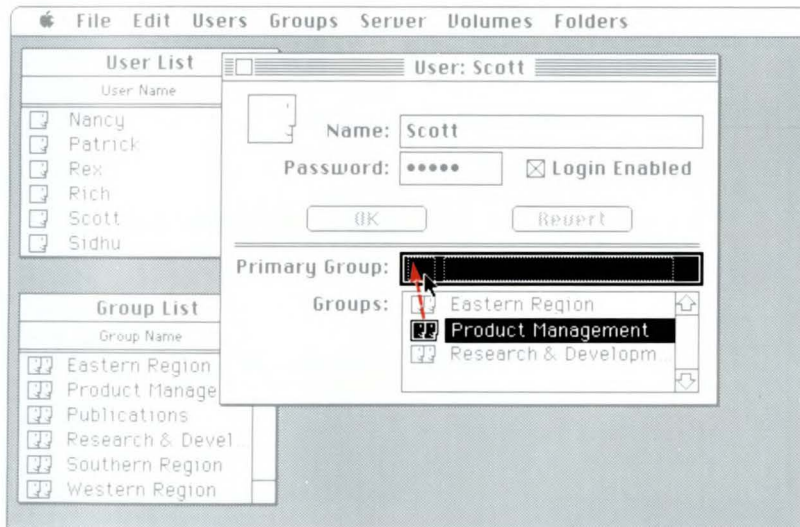 File Edit Users Groups Server Volumes Folders
User List
User Name
Nancy
Patrick
Rex
Rich
Scott
Sidhu
Group List
Group Name
Eastern Region
Product Manage
Publications
Research & Devel...
Southern Region
Western Region
User: Scott
Name: Scott
Password: •••••
Login Enabled
OK Revert
Primary Group:
Groups: Eastern Region
Product Management
Research & Developm...